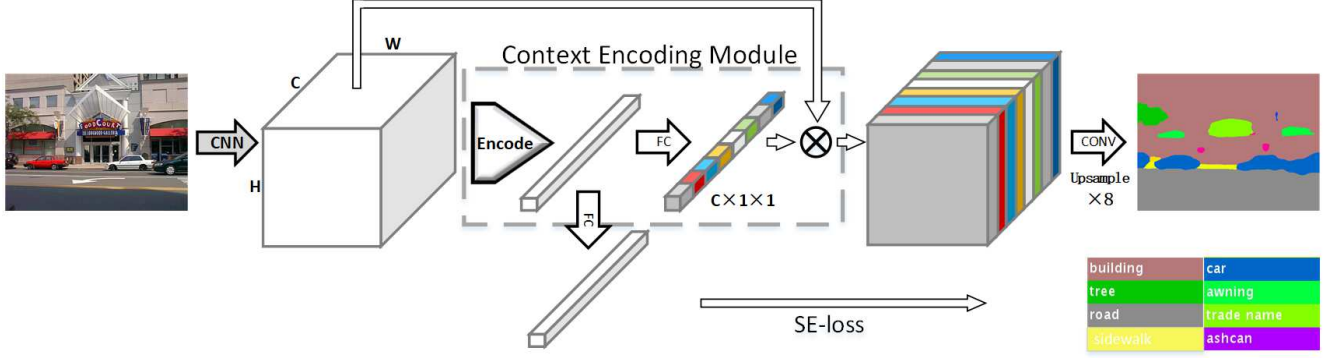 W
Context Encoding Module
C
FOODCOURT
CNN
Encode
FC
CONV
H
Upsample
×8
C×1×1
FC
building
car
tree
awning
road
trade name
sidewalk
ashcan
SE-loss